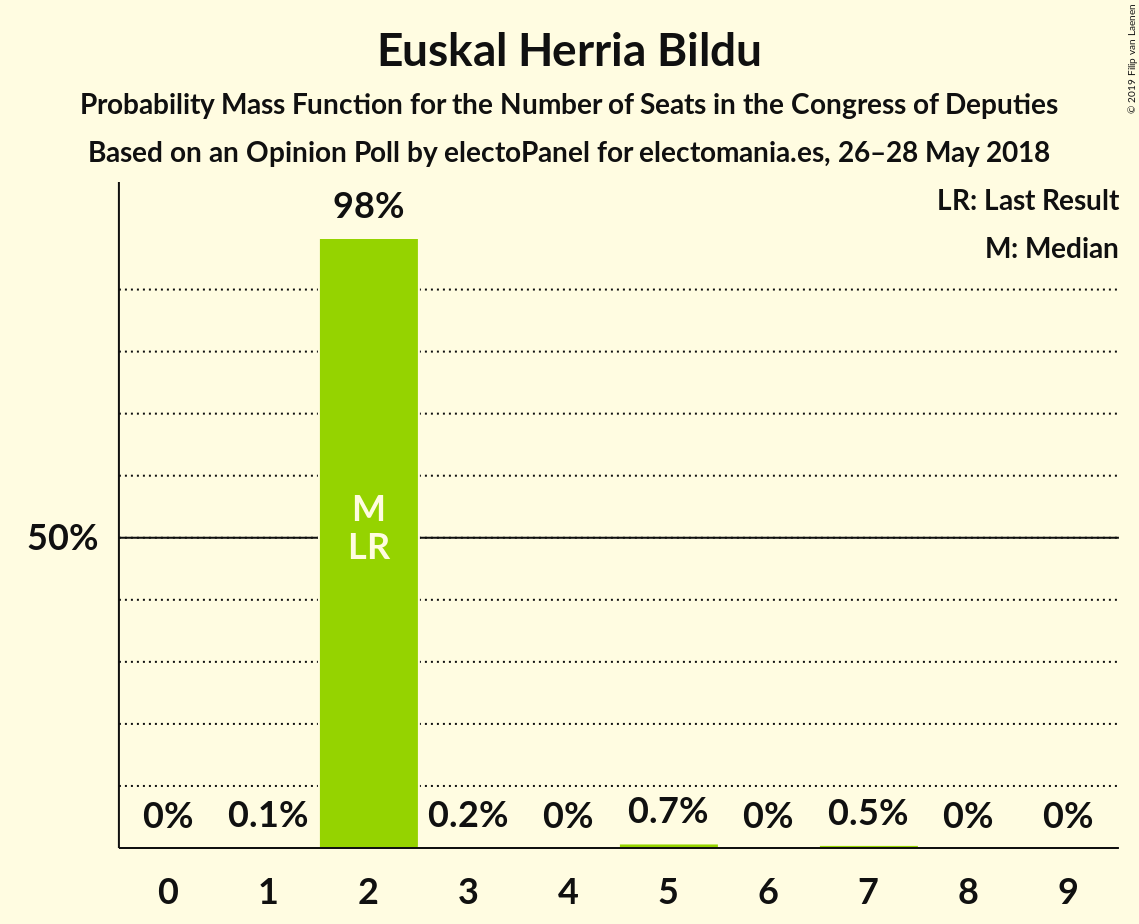 Euskal Herria Bildu
Probability Mass Function for the Number of Seats in the Congress of Deputies
Based on an Opinion Poll by electoPanel for electomania.es, 26–28 May 2018
© 2019 Filip van Laenen
LR: Last Result
M: Median
98%
M
LR
50%
0% 0.1% 0.2% 0% 0.7% 0% 0.5% 0% 0%
0 1 2 3 4 5 6 7 8 9